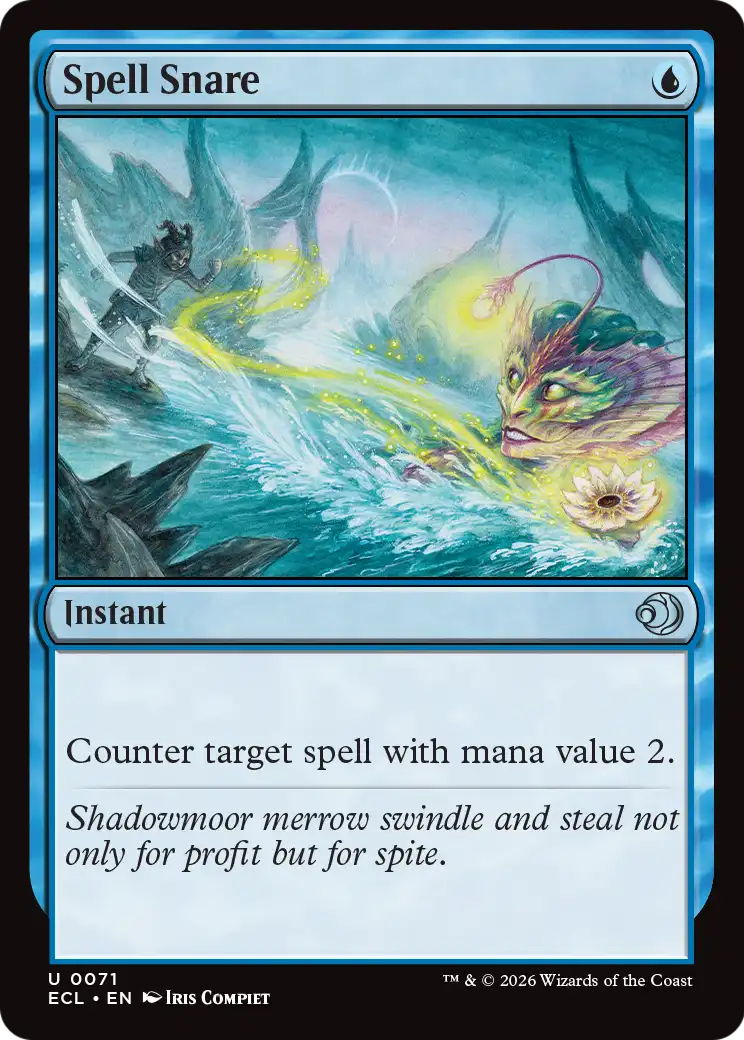 Spell Snare
Instant
Counter target spell with mana value 2.
Shadowmoor merrow swindle and steal not
only for profit but for spite.
U 0071
ECL • EN Iris Compiet
™ & © 2026 Wizards of the Coast